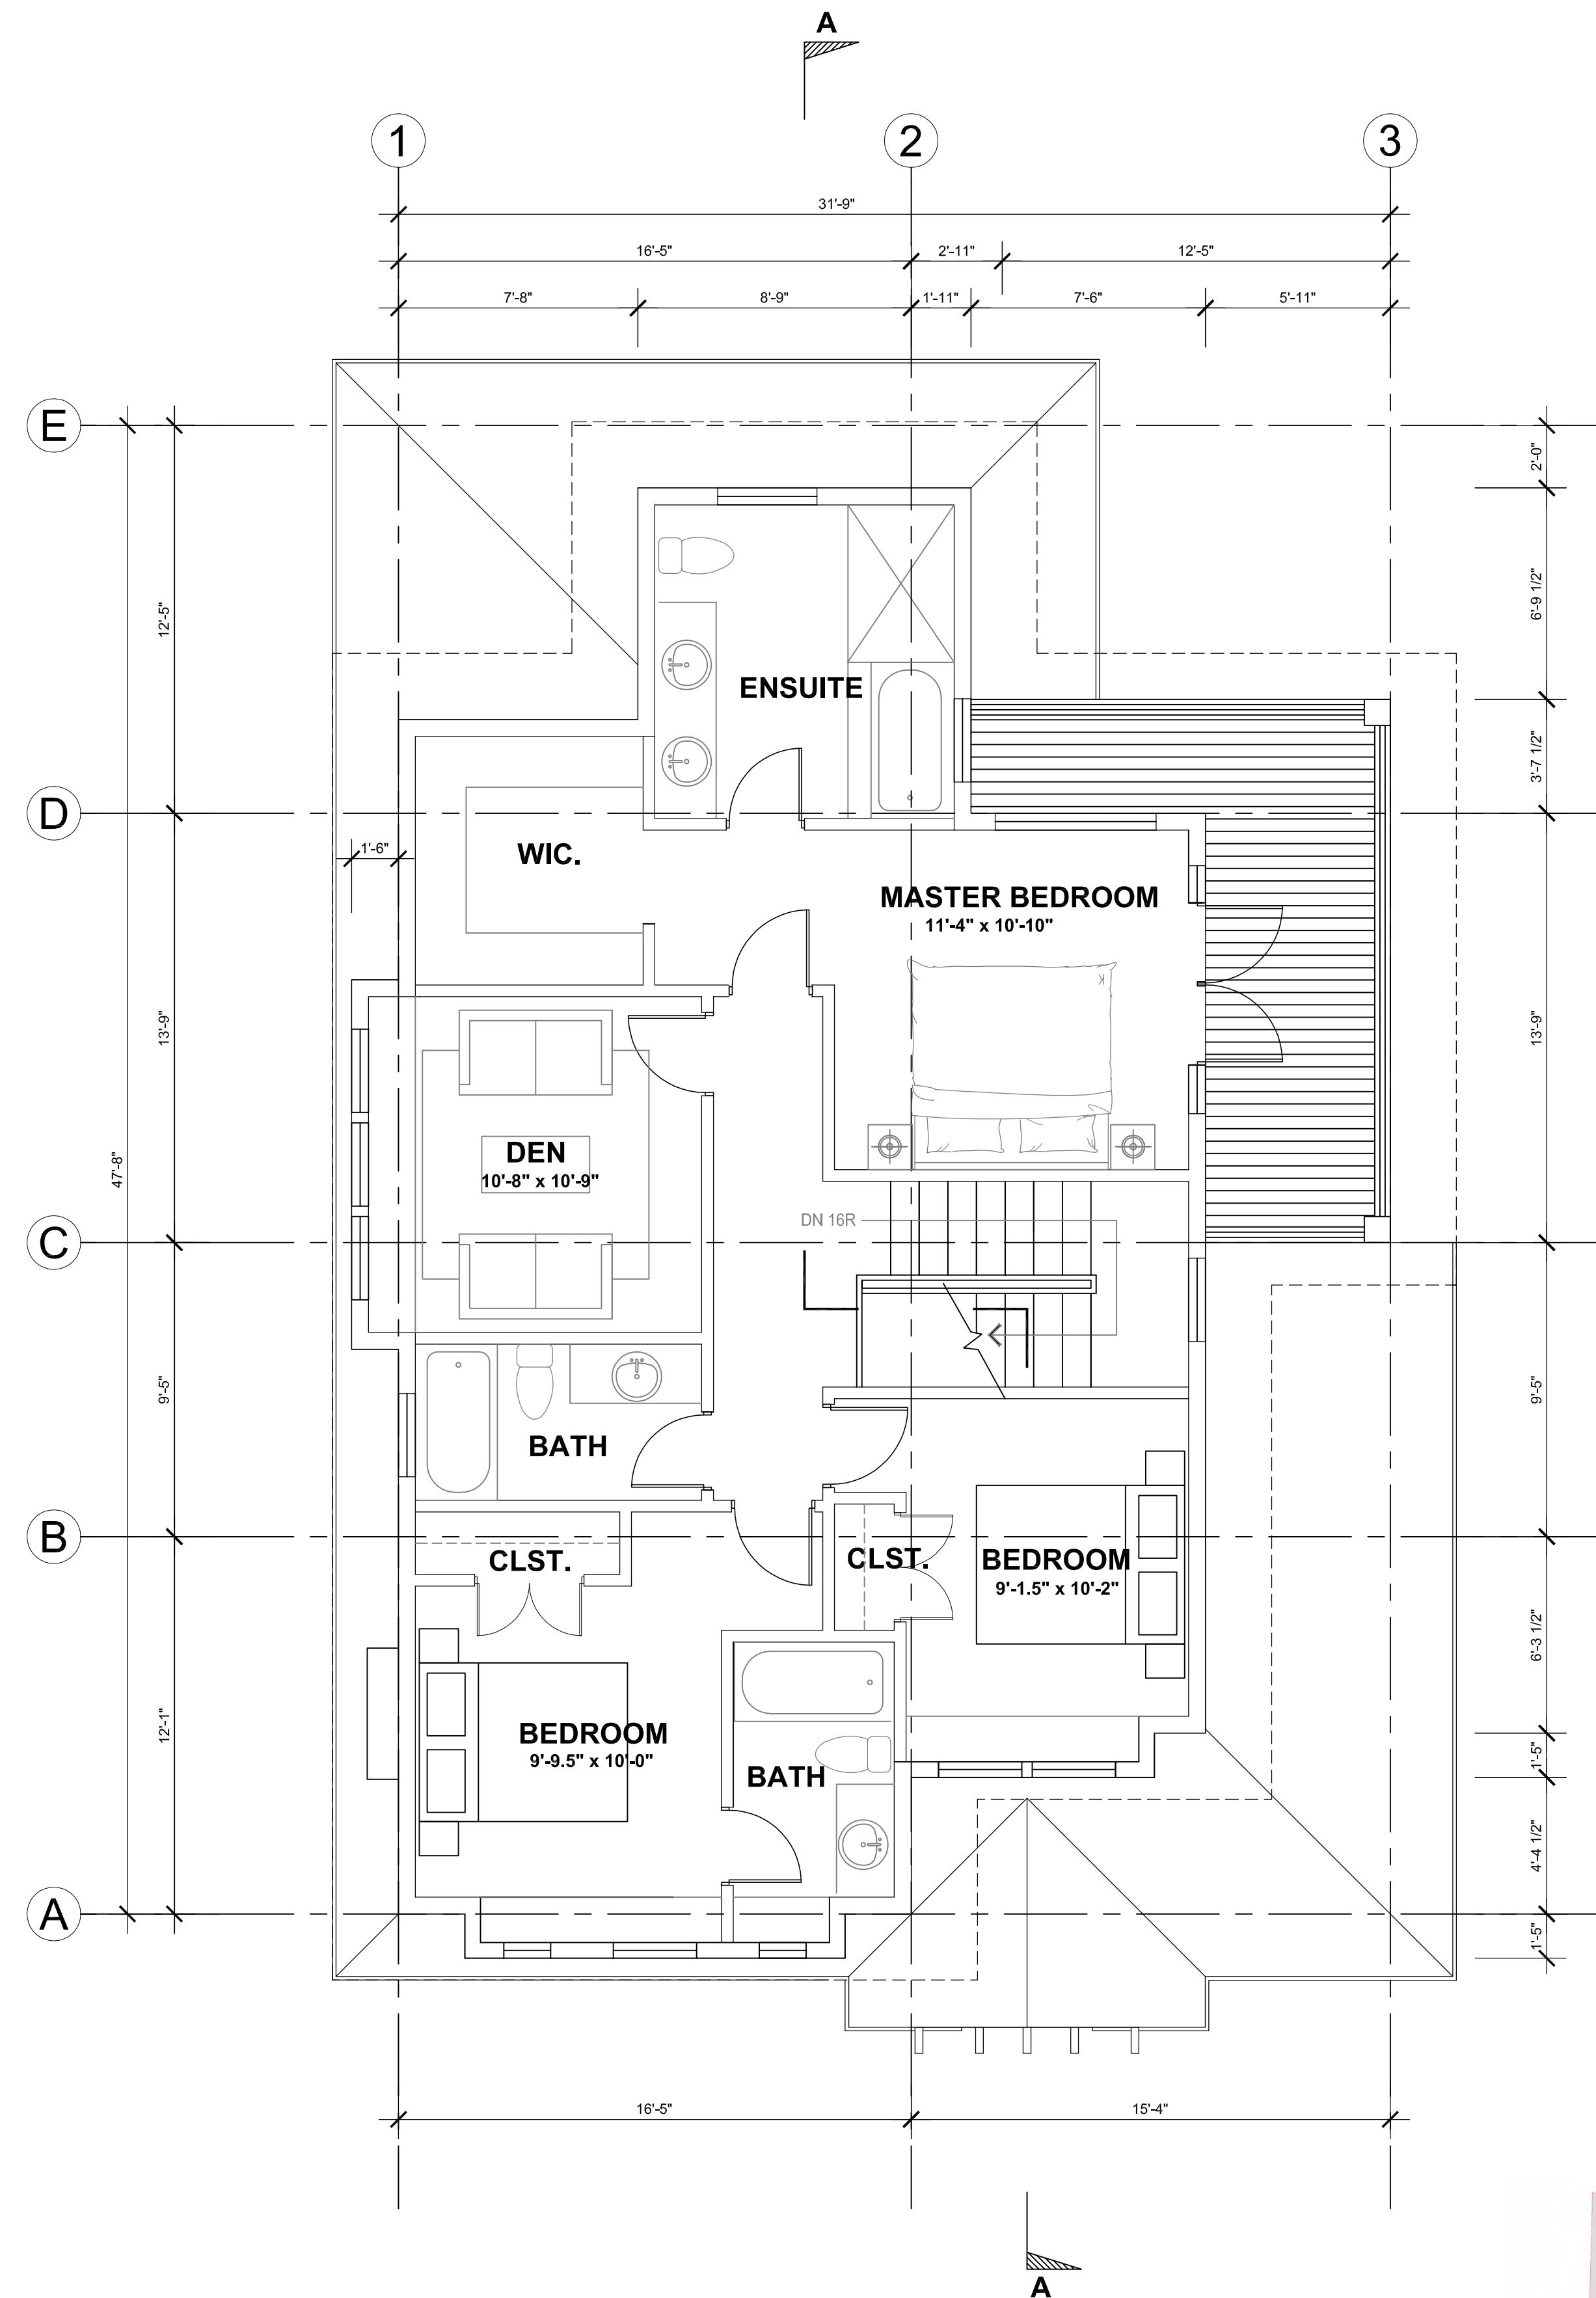 A
1 2 3
31'-9"
16'-5" 2'-11" 12'-5"
7'-8" 8'-9" 1'-11" 7'-6" 5'-11"
E
2'-0"
12'-5"
6'-9 1/2"
ENSUITE
3'-7 1/2"
D
1'-6"
WIC.
MASTER BEDROOM
11'-4" x 10'-10"
13'-9"
13'-9"
47'-8"
DEN
10'-8" x 10'-9"
DN 16R
C
9'-5"
9'-5"
BATH
B
CLST.
CLST.
BEDROOM
9'-1.5" x 10'-2"
6'-3 1/2"
12'-1"
BEDROOM
9'-9.5" x 10'-0"
BATH
1'-5"
4'-4 1/2"
A
1'-5"
16'-5" 15'-4"
A